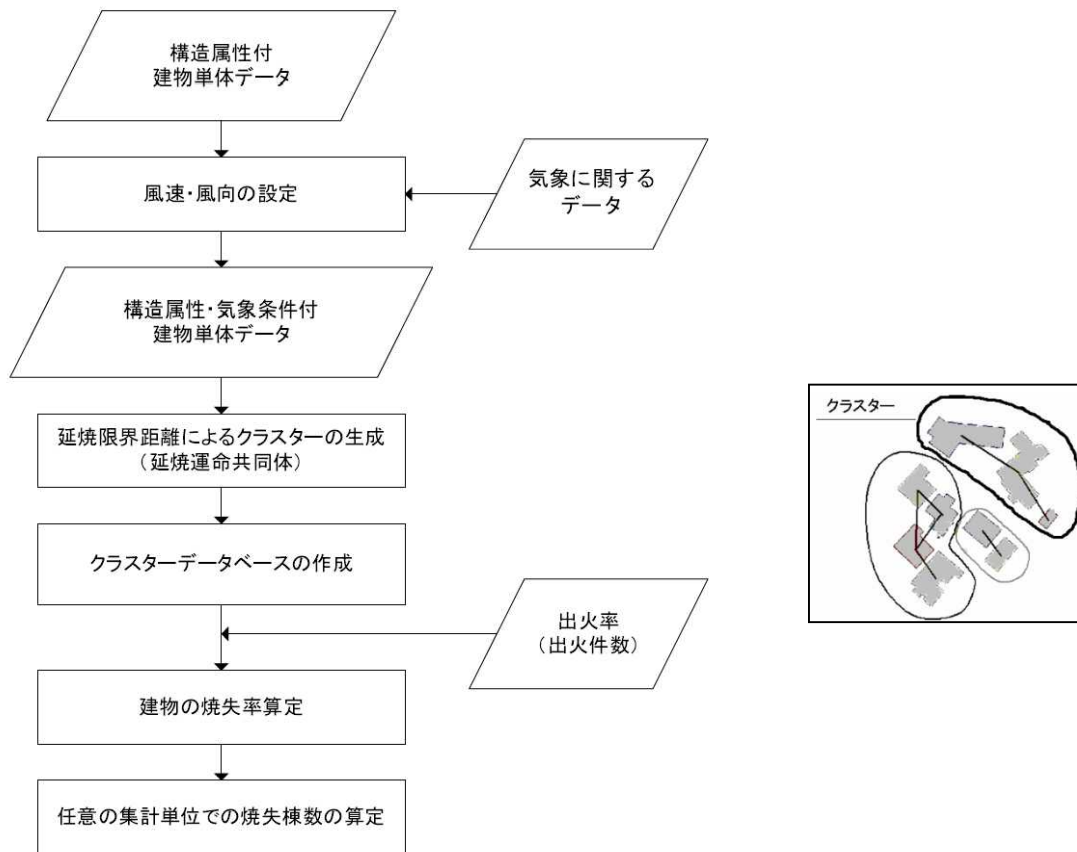 構造属性付
建物単体データ
風速・風向の設定
気象に関する
データ
構造属性・気象条件付
建物単体データ
延焼限界距離によるクラスターの生成
(延焼運命共同体)
クラスターデータベースの作成
出火率
(出火件数)
建物の焼失率算定
任意の集計単位での焼失棟数の算定
クラスター